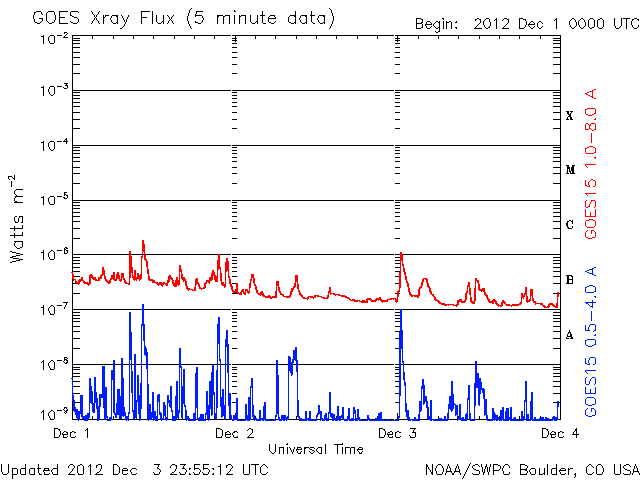 GOES Xray Flux (5 minute data)
Begin: 2012 Dec 1 0000 UTC
10-2
10-3
10-4
10-5
10-6
10-7
10-8
10-9
Watts m-2
X
M
C
B
A
GOES15 1.0-8.0 A
GOES15 0.5-4.0 A
Dec 1 Dec 2 Dec 3 Dec 4
Universal Time
Updated 2012 Dec 3 23:55:12 UTC
NOAA/SWPC Boulder, CO USA